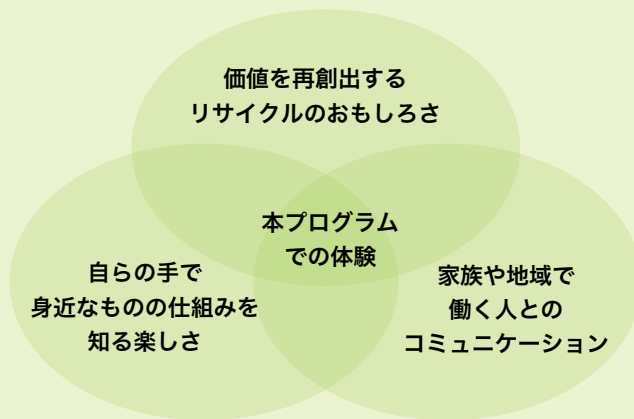 価値を再創出する
リサイクルのおもしろさ
本プログラム
での体験
自らの手で
身近なものの仕組みを
知る楽しさ
家族や地域で
働く人との
コミュニケーション